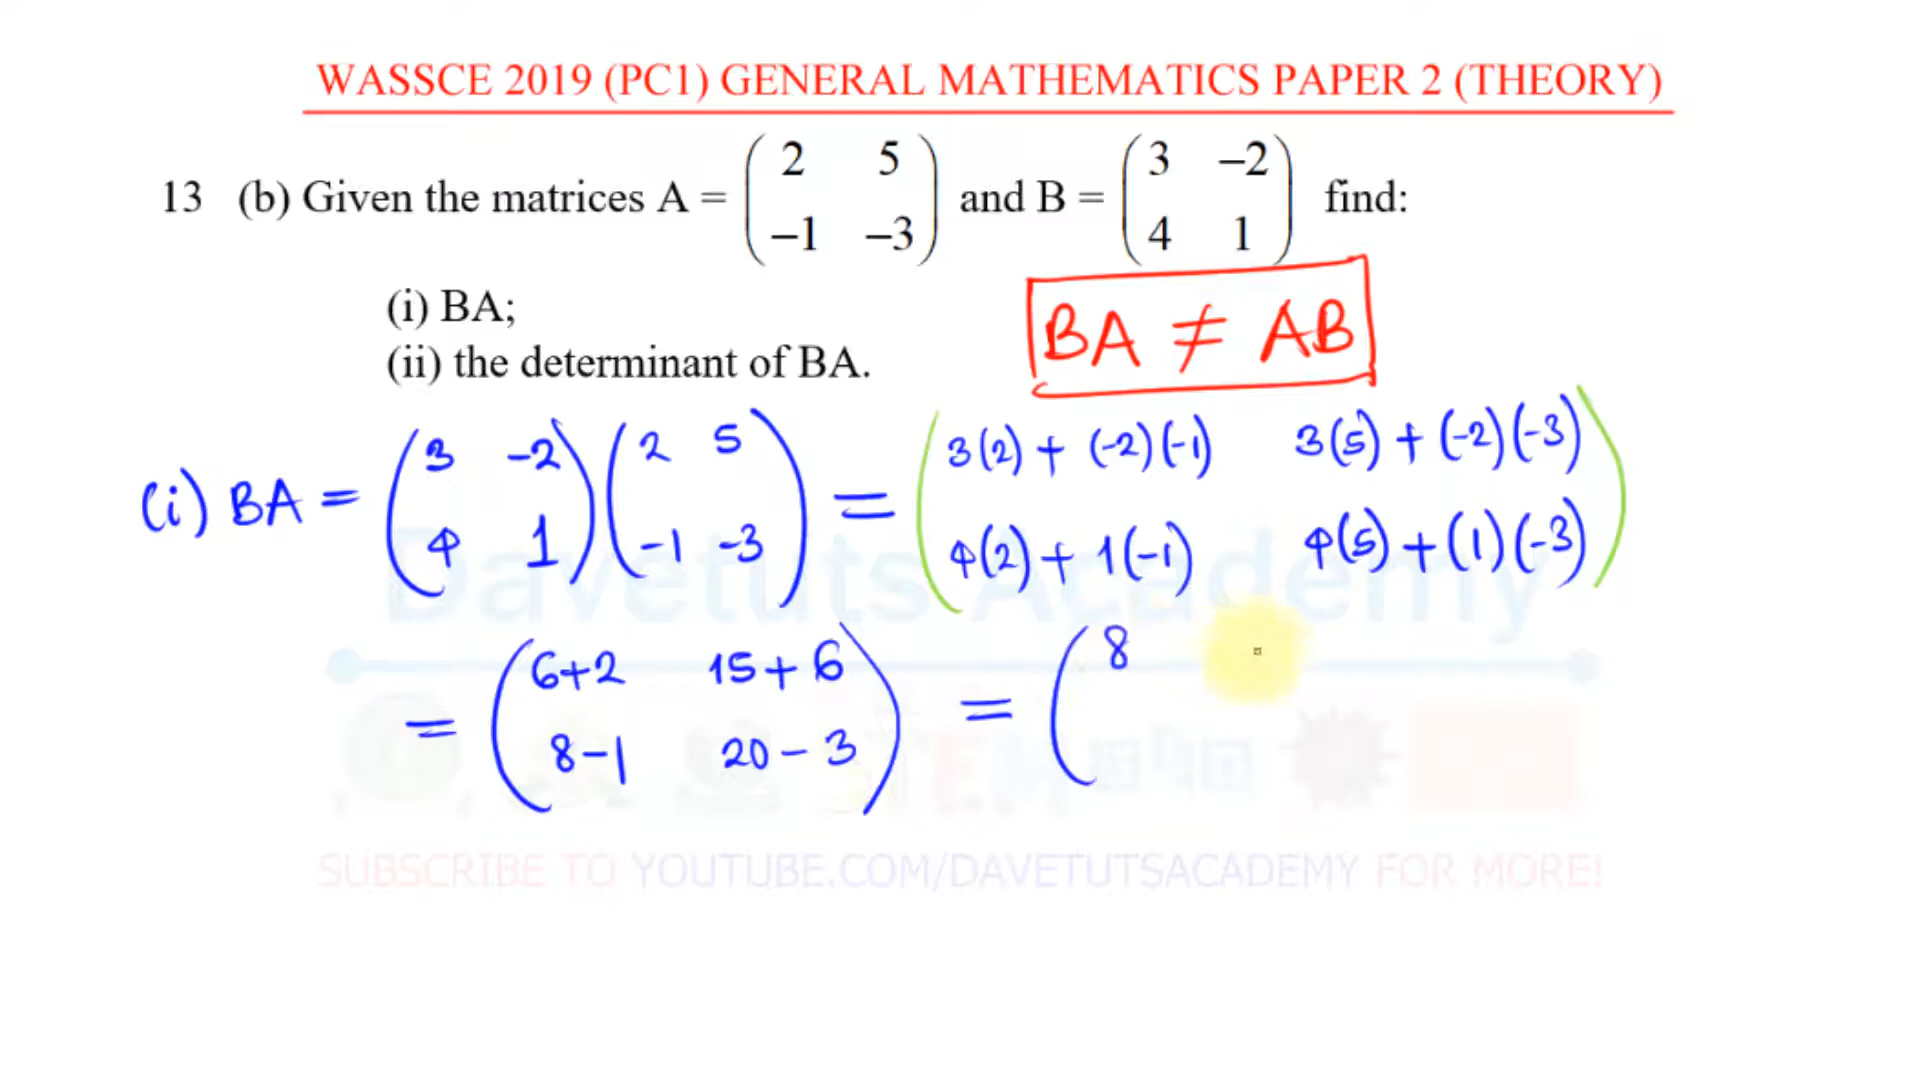 WASSCE 2019 (PC1) GENERAL MATHEMATICS PAPER 2 (THEORY)
13 (b) Given the matrices A = (2 5 −1 −3) and B = (3 −2 4 1) find:
(i) BA;
(ii) the determinant of BA.
BA ≠ AB
(i) BA = (3 -2 4 1)(2 5 -1 -3) = (3(2) + (-2)(-1) 3(5) + (-2)(-3) 4(2) + 1(-1) 4(5) + (1)(-3))
= (6+2 15+6 8-1 20-3) = (8
Davetuts Academy
STEM
SUBSCRIBE TO YOUTUBE.COM/DAVETUTSACADEMY FOR MORE!